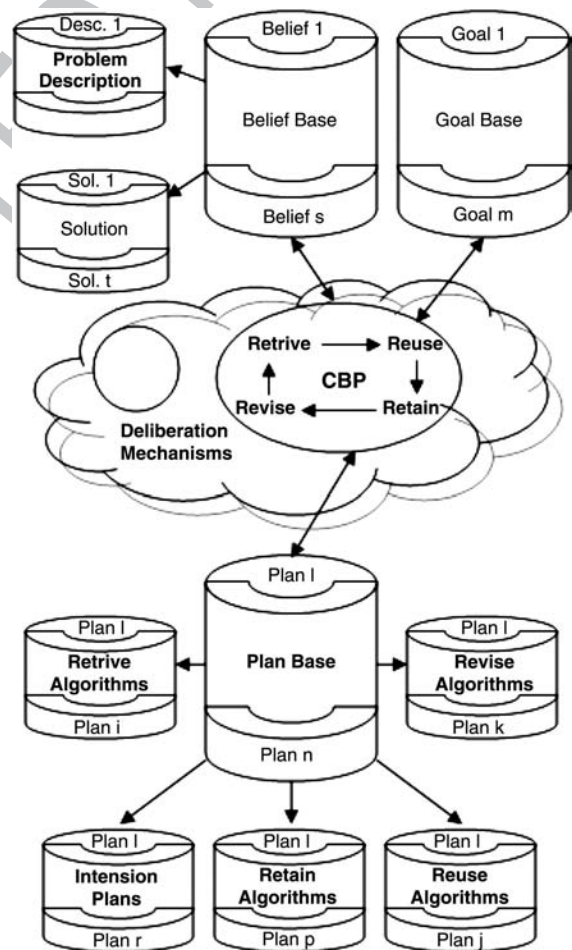 Desc. 1
Problem
Description
Belief 1
Belief Base
Belief s
Goal 1
Goal Base
Goal m
Sol. 1
Solution
Sol. t
Retrive
Reuse
CBP
Revise
Retain
Deliberation
Mechanisms
Plan l
Plan Base
Plan n
Plan l
Retrive
Algorithms
Plan i
Plan l
Revise
Algorithms
Plan k
Plan l
Intension
Plans
Plan r
Plan l
Retain
Algorithms
Plan p
Plan l
Reuse
Algorithms
Plan j